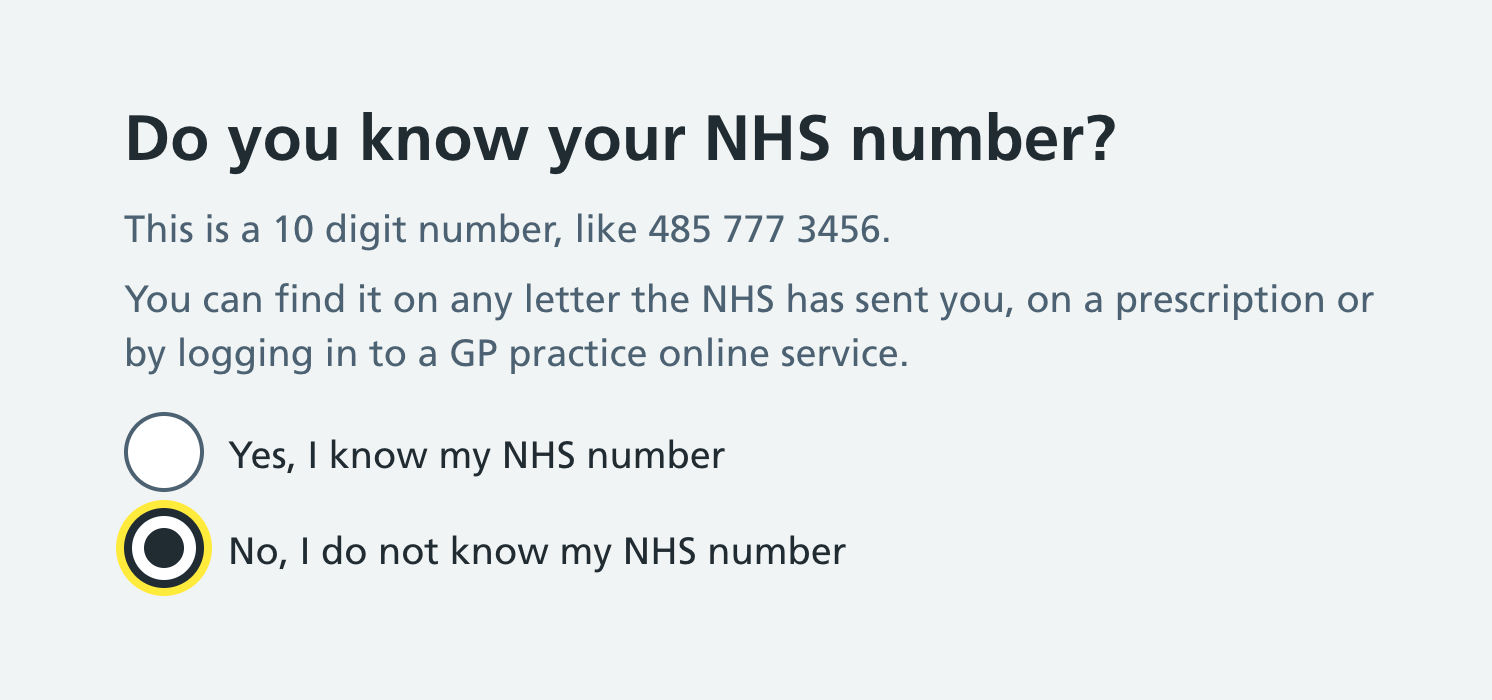 Do you know your NHS number?
This is a 10 digit number, like 485 777 3456.
You can find it on any letter the NHS has sent you, on a prescription or
by logging in to a GP practice online service.
Yes, I know my NHS number
No, I do not know my NHS number